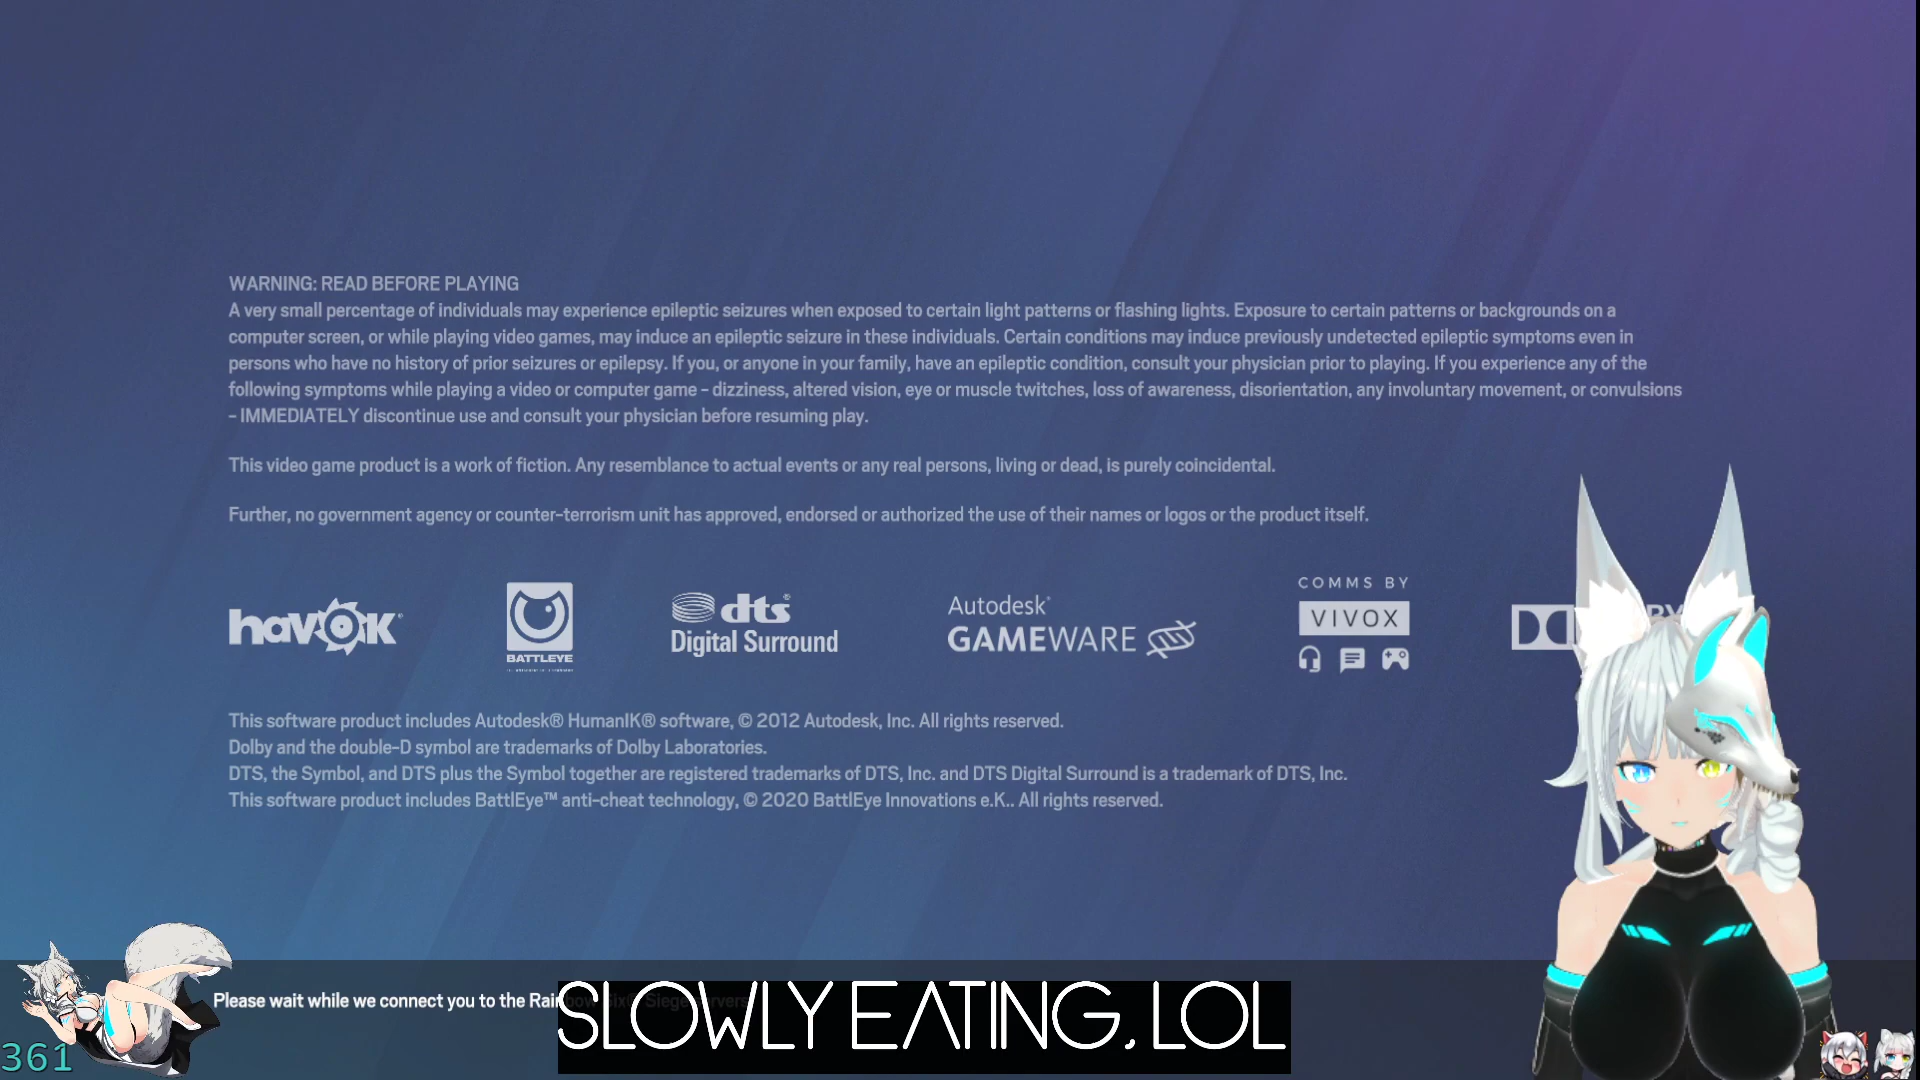 WARNING: READ BEFORE PLAYING
A very small percentage of individuals may experience epileptic seizures when exposed to certain light patterns or flashing lights. Exposure to certain patterns or backgrounds on a
computer screen, or while playing video games, may induce an epileptic seizure in these individuals. Certain conditions may induce previously undetected epileptic symptoms even in
persons who have no history of prior seizures or epilepsy. If you, or anyone in your family, have an epileptic condition, consult your physician prior to playing. If you experience any of the
following symptoms while playing a video or computer game - dizziness, altered vision, eye or muscle twitches, loss of awareness, disorientation, any involuntary movement, or convulsions
- IMMEDIATELY discontinue use and consult your physician before resuming play.
This video game product is a work of fiction. Any resemblance to actual events or any real persons, living or dead, is purely coincidental.
Further, no government agency or counter-terrorism unit has approved, endorsed or authorized the use of their names or logos or the product itself.
havok
BATTLEYE
dts
Digital Surround
Autodesk®
GAMEWARE
COMMS BY
VIVOX
This software product includes Autodesk® HumanIK® software, © 2012 Autodesk, Inc. All rights reserved.
Dolby and the double-D symbol are trademarks of Dolby Laboratories.
DTS, the Symbol, and DTS plus the Symbol together are registered trademarks of DTS, Inc. and DTS Digital Surround is a trademark of DTS, Inc.
This software product includes BattlEye™ anti-cheat technology, © 2020 BattlEye Innovations e.K.. All rights reserved.
Please wait while we connect you to the Rainbow Six® Siege servers
SLOWLY EATING, LOL
361